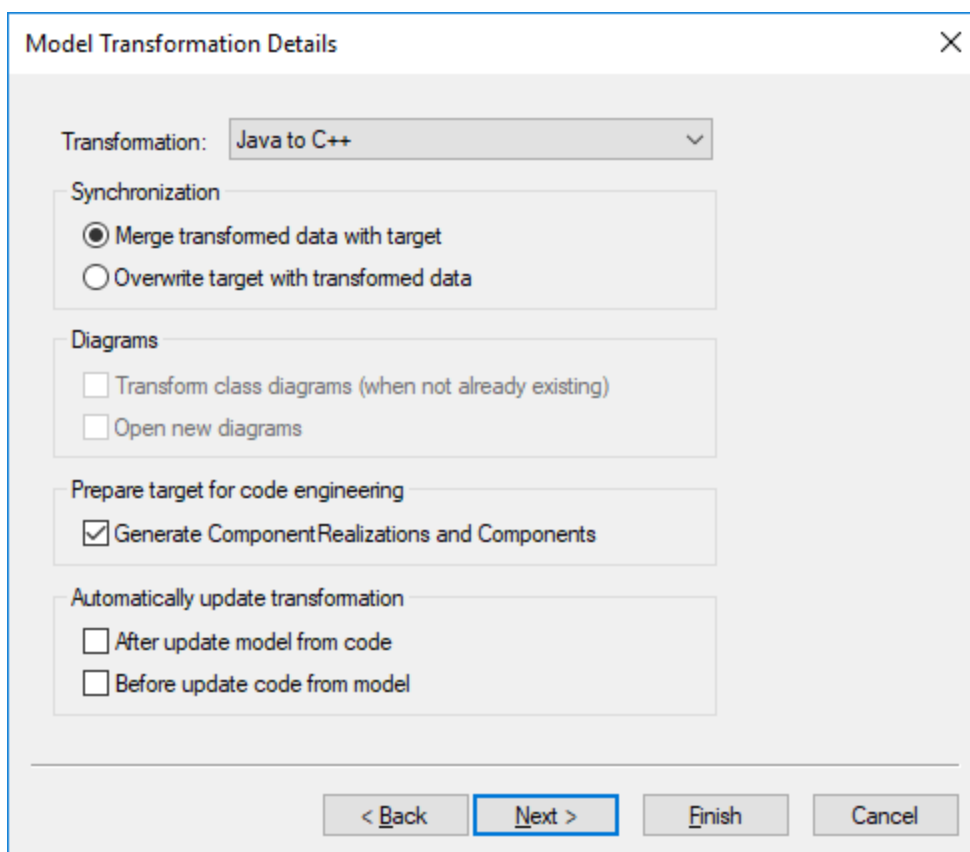 Model Transformation Details
Transformation: Java to C++
Synchronization
Merge transformed data with target
Overwrite target with transformed data
Diagrams
Transform class diagrams (when not already existing)
Open new diagrams
Prepare target for code engineering
Generate ComponentRealizations and Components
Automatically update transformation
After update model from code
Before update code from model
< Back Next > Finish Cancel